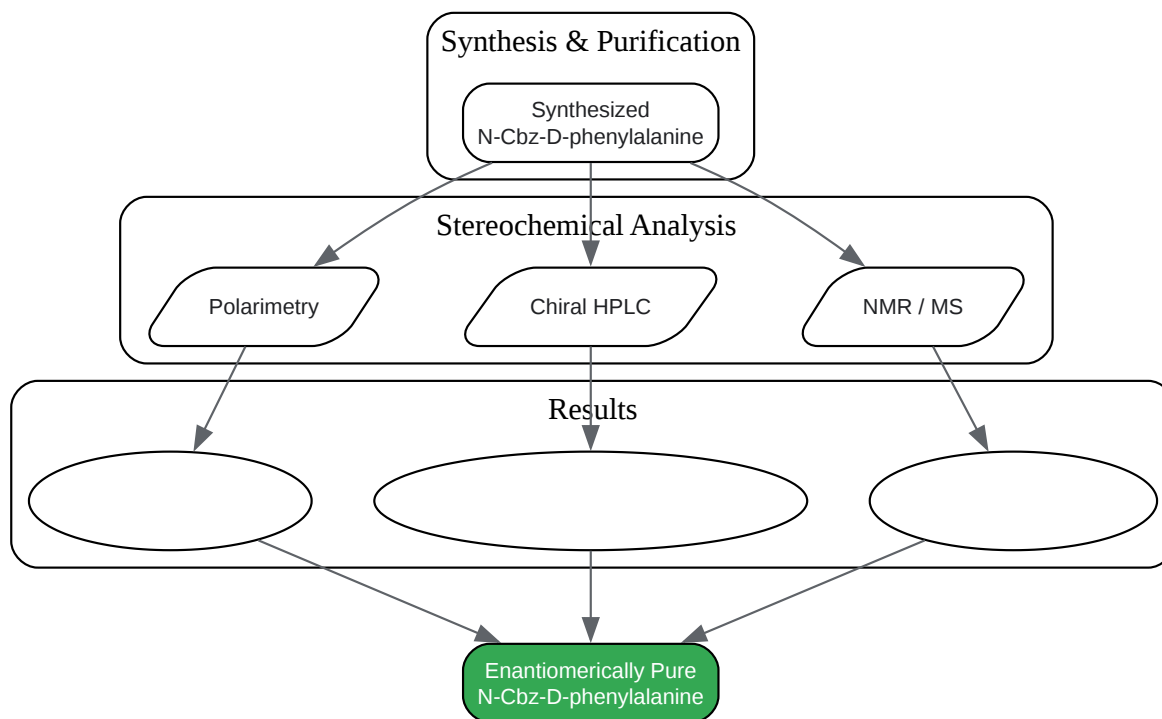 Synthesis & Purification
Synthesized
N-Cbz-D-phenylalanine
Stereochemical Analysis
Polarimetry
Chiral HPLC
NMR / MS
Results
Enantiomerically Pure
N-Cbz-D-phenylalanine